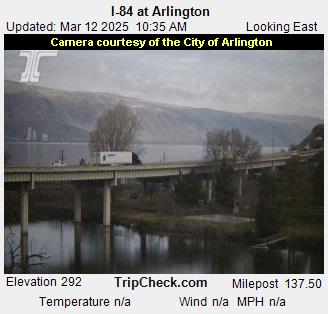 I-84 at Arlington
Updated: Mar 12 2025 10:35 AM Looking East
Camera courtesy of the City of Arlington
Elevation 292 TripCheck.com Milepost 137.50
Temperature n/a Wind n/a MPH n/a